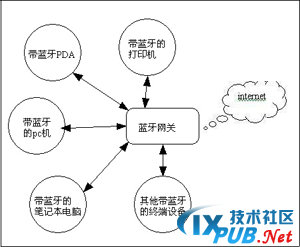 带蓝牙PDA
带蓝牙的
打印机
internet
带蓝牙
的pc机
蓝牙网关
带蓝牙的
笔记本电脑
其他带蓝牙
的终端设备
技术社区
IXPUB.Net